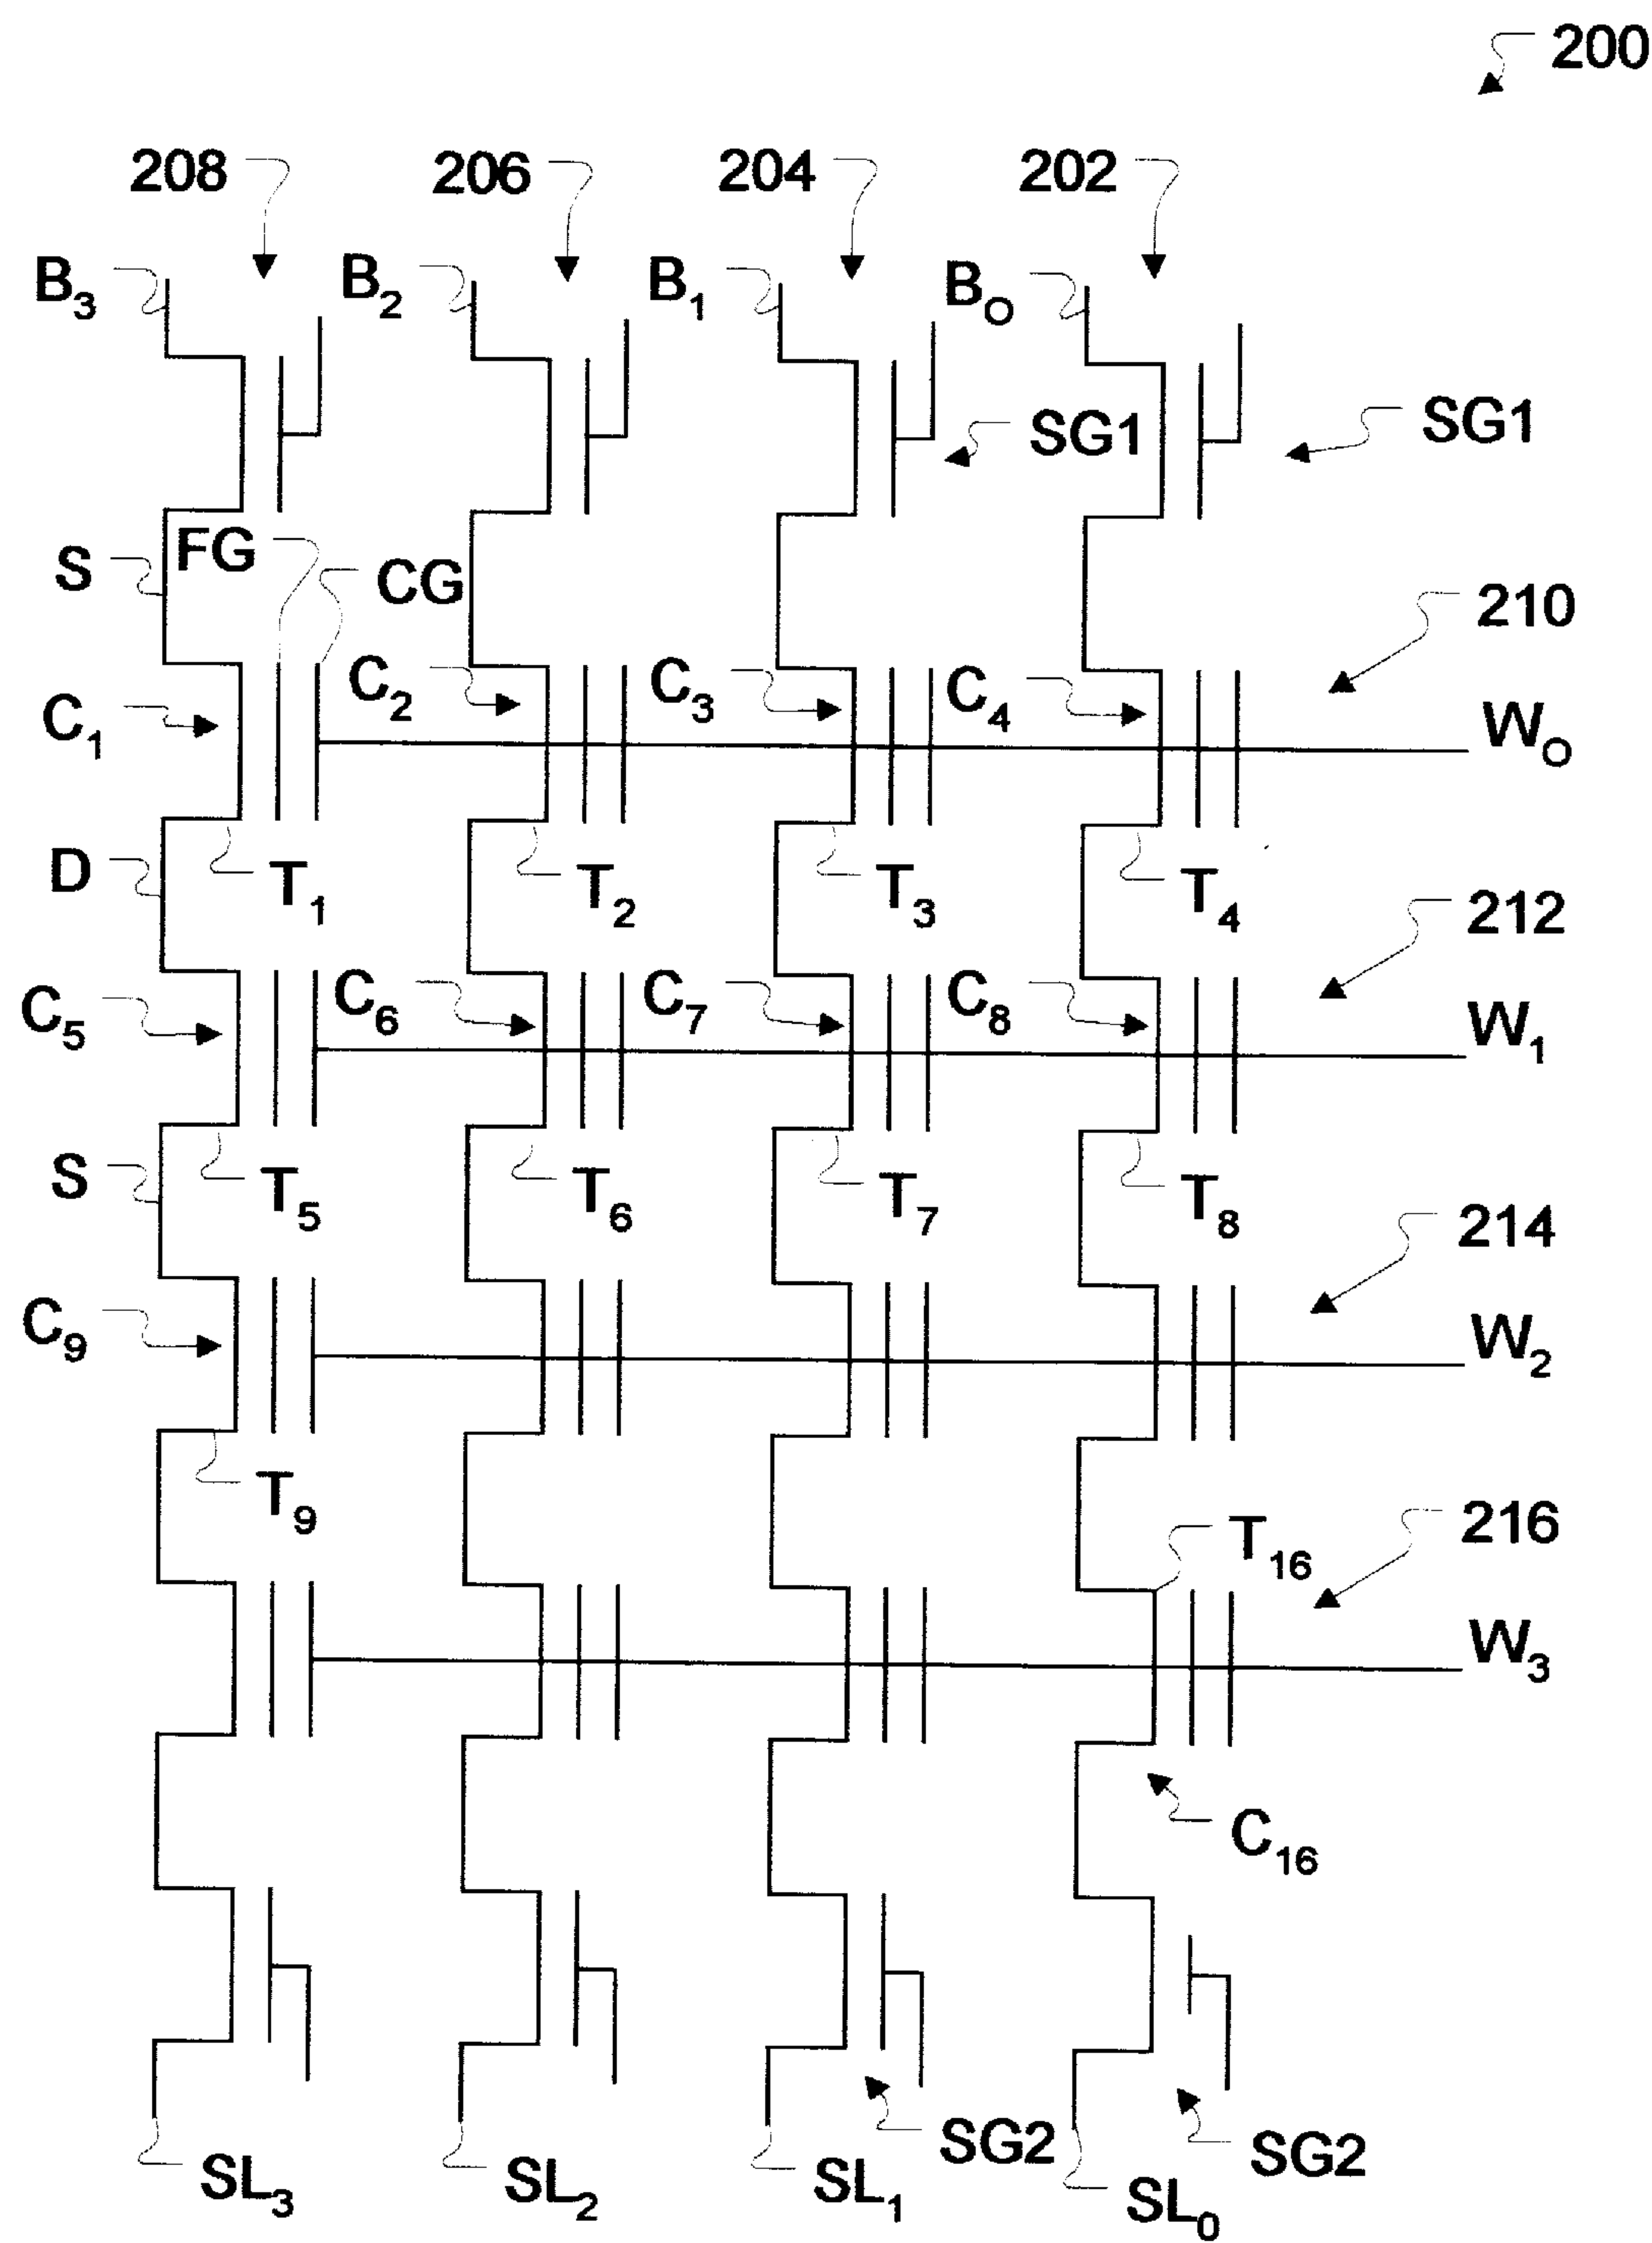 200
208 206 204 202
B3 B2 B1 BO
SG1 SG1
S FG CG 210
C1 C2 C3 C4 WO
D T1 T2 T3 T4 212
C5 C6 C7 C8 W1
S T5 T6 T7 T8 214
C9 W2
T9 T16 216
W3
C16
SG2 SG2
SL3 SL2 SL1 SL0